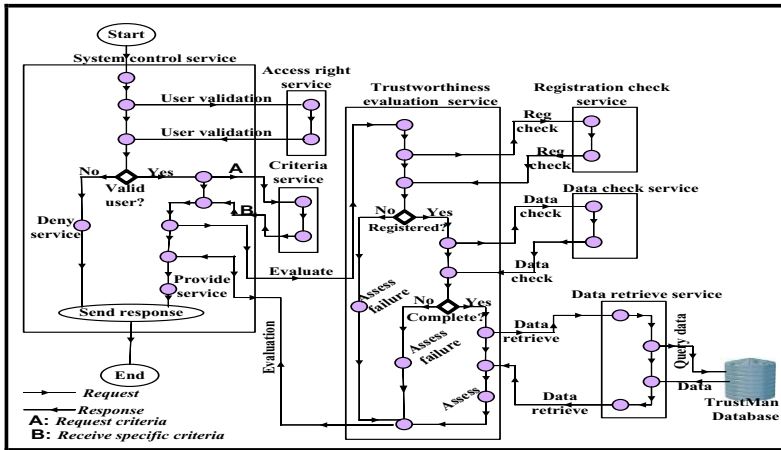 Start
System control service
Access right
service
User validation
User validation
No
Yes
Valid
user?
A
Criteria
service
B
Deny
service
Provide
service
Send response
End
Request
Response
A: Request criteria
B: Receive specific criteria
Evaluate
Evaluation
Trustworthiness
evaluation service
Registration check
service
Reg
check
Reg
check
No
Yes
Registered?
Data check service
Data
check
Data
check
No
Yes
Complete?
Assess
failure
Assess
failure
Assess
Data
retrieve
Data
retrieve
Data retrieve service
Query data
Data
TrustMan
Database